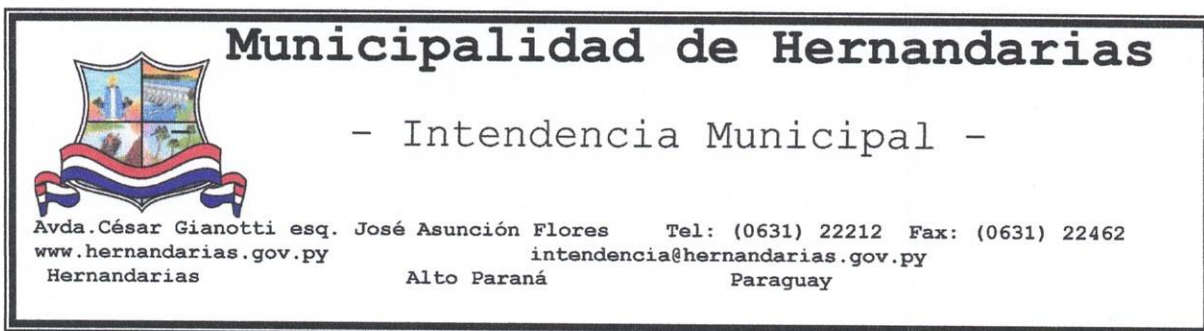 Municipalidad de Hernandarias
- Intendencia Municipal -
Avda.César Gianotti esq. José Asunción Flores Tel: (0631) 22212 Fax: (0631) 22462
www.hernandarias.gov.py intendencia@hernandarias.gov.py
Hernandarias Alto Paraná Paraguay